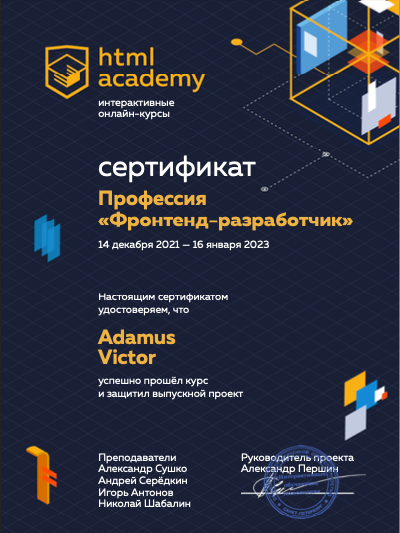 html
academy
интерактивные
онлайн-курсы
сертификат
Профессия
«Фронтенд-разработчик»
14 декабря 2021 — 16 января 2023
Настоящим сертификатом
удостоверяем, что
Adamus
Victor
успешно прошёл курс
и защитил выпускной проект
Преподаватели
Александр Сушко
Андрей Серёдкин
Игорь Антонов
Николай Шабалин
Руководитель проекта
Александр Першин